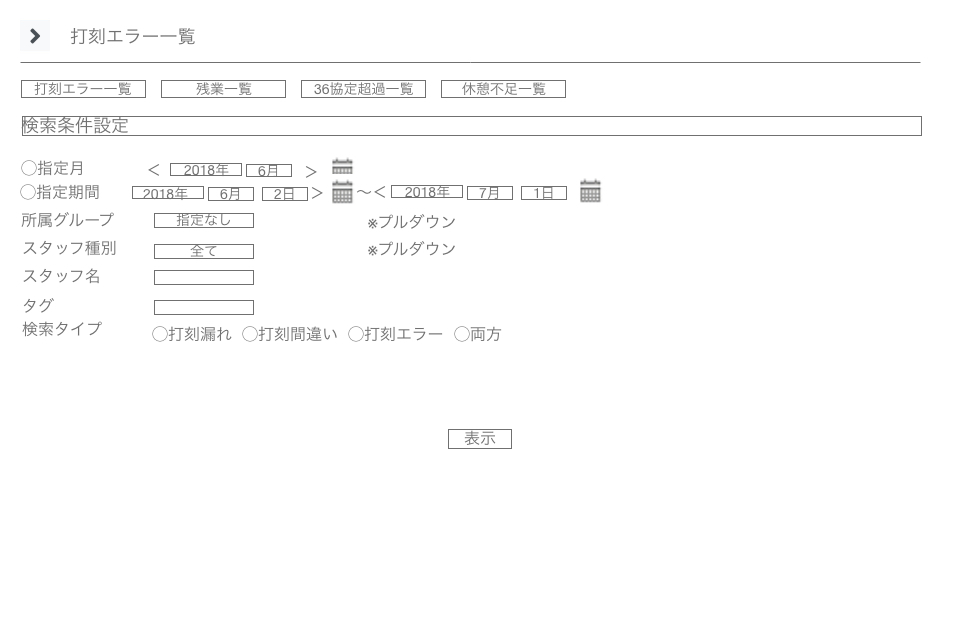 打刻エラー一覧
打刻エラー一覧 残業一覧 36協定超過一覧 休憩不足一覧
検索条件設定
◯指定月 < 2018年 6月 >
◯指定期間 2018年 6月 2日 > 〜< 2018年 7月 1日
所属グループ 指定なし ※プルダウン
スタッフ種別 全て ※プルダウン
スタッフ名
タグ
検索タイプ ◯打刻漏れ ◯打刻間違い ◯打刻エラー ◯両方
表示